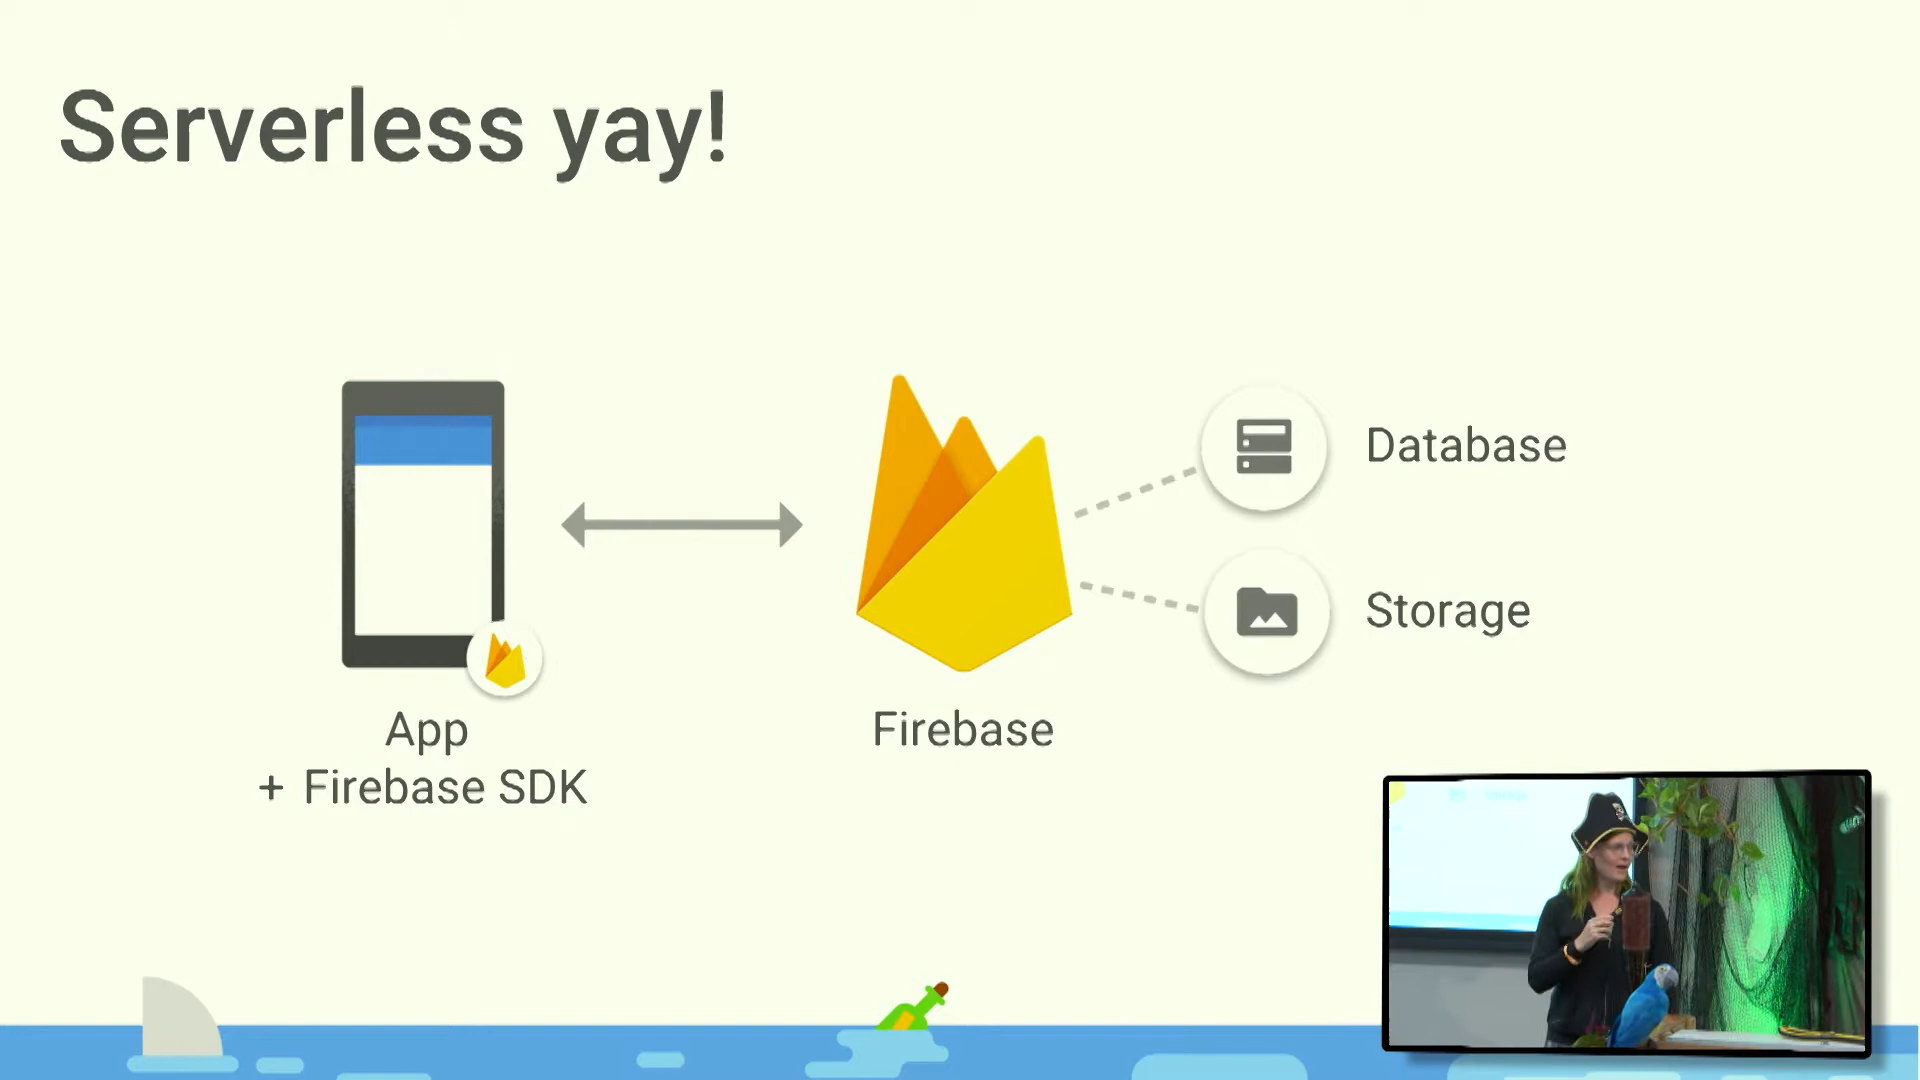 Serverless yay!
Database
Storage
App
+ Firebase SDK
Firebase